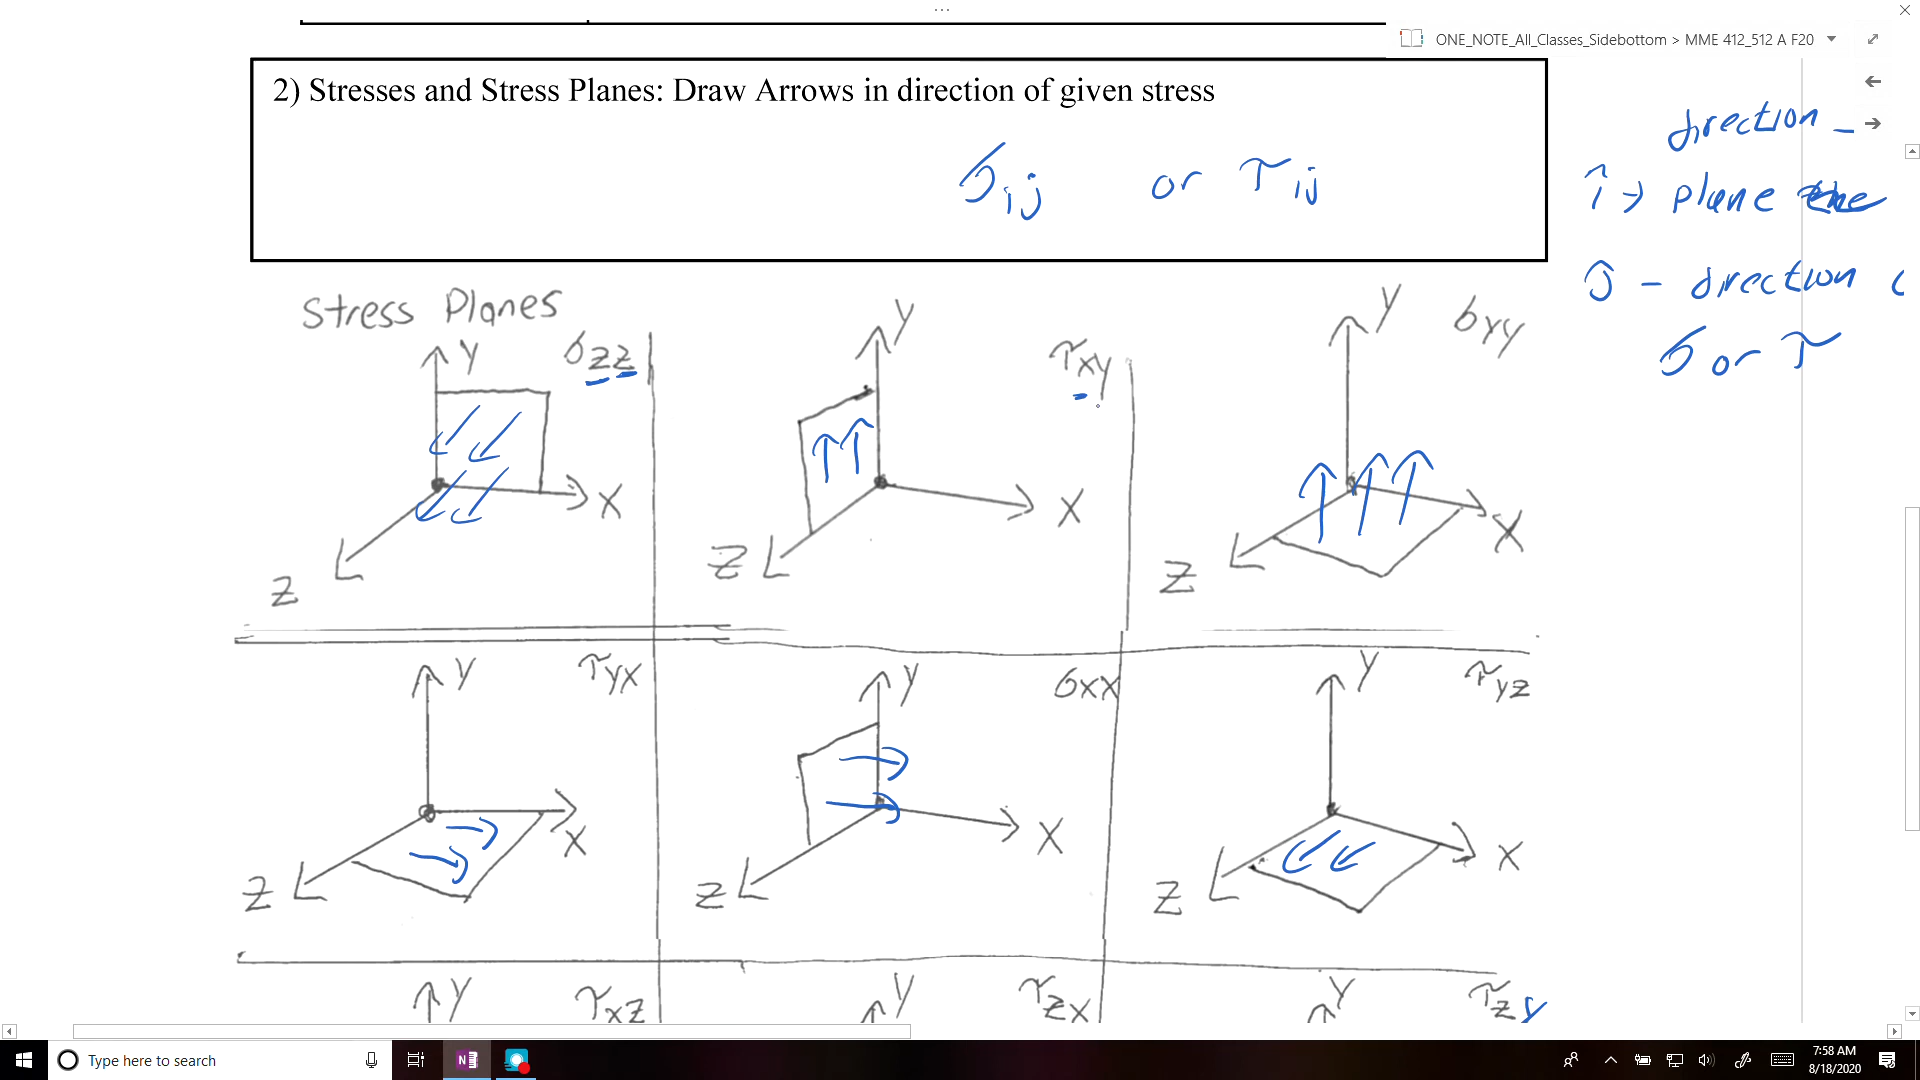 ONE_NOTE_All_Classes_Sidebottom > MME 412_512 A F20
2) Stresses and Stress Planes: Draw Arrows in direction of given stress
σij or τij
direction -
î → plane
ĵ - direction
σ or τ
Stress Planes
Y σzz
X
Z
Y τxy
X
Z
Y σyy
X
Z
Y τyx
X
Z
Y σxx
X
Z
Y τyz
X
Z
Y τxz
Y τzx
Y τzy
Type here to search
7:58 AM
8/18/2020